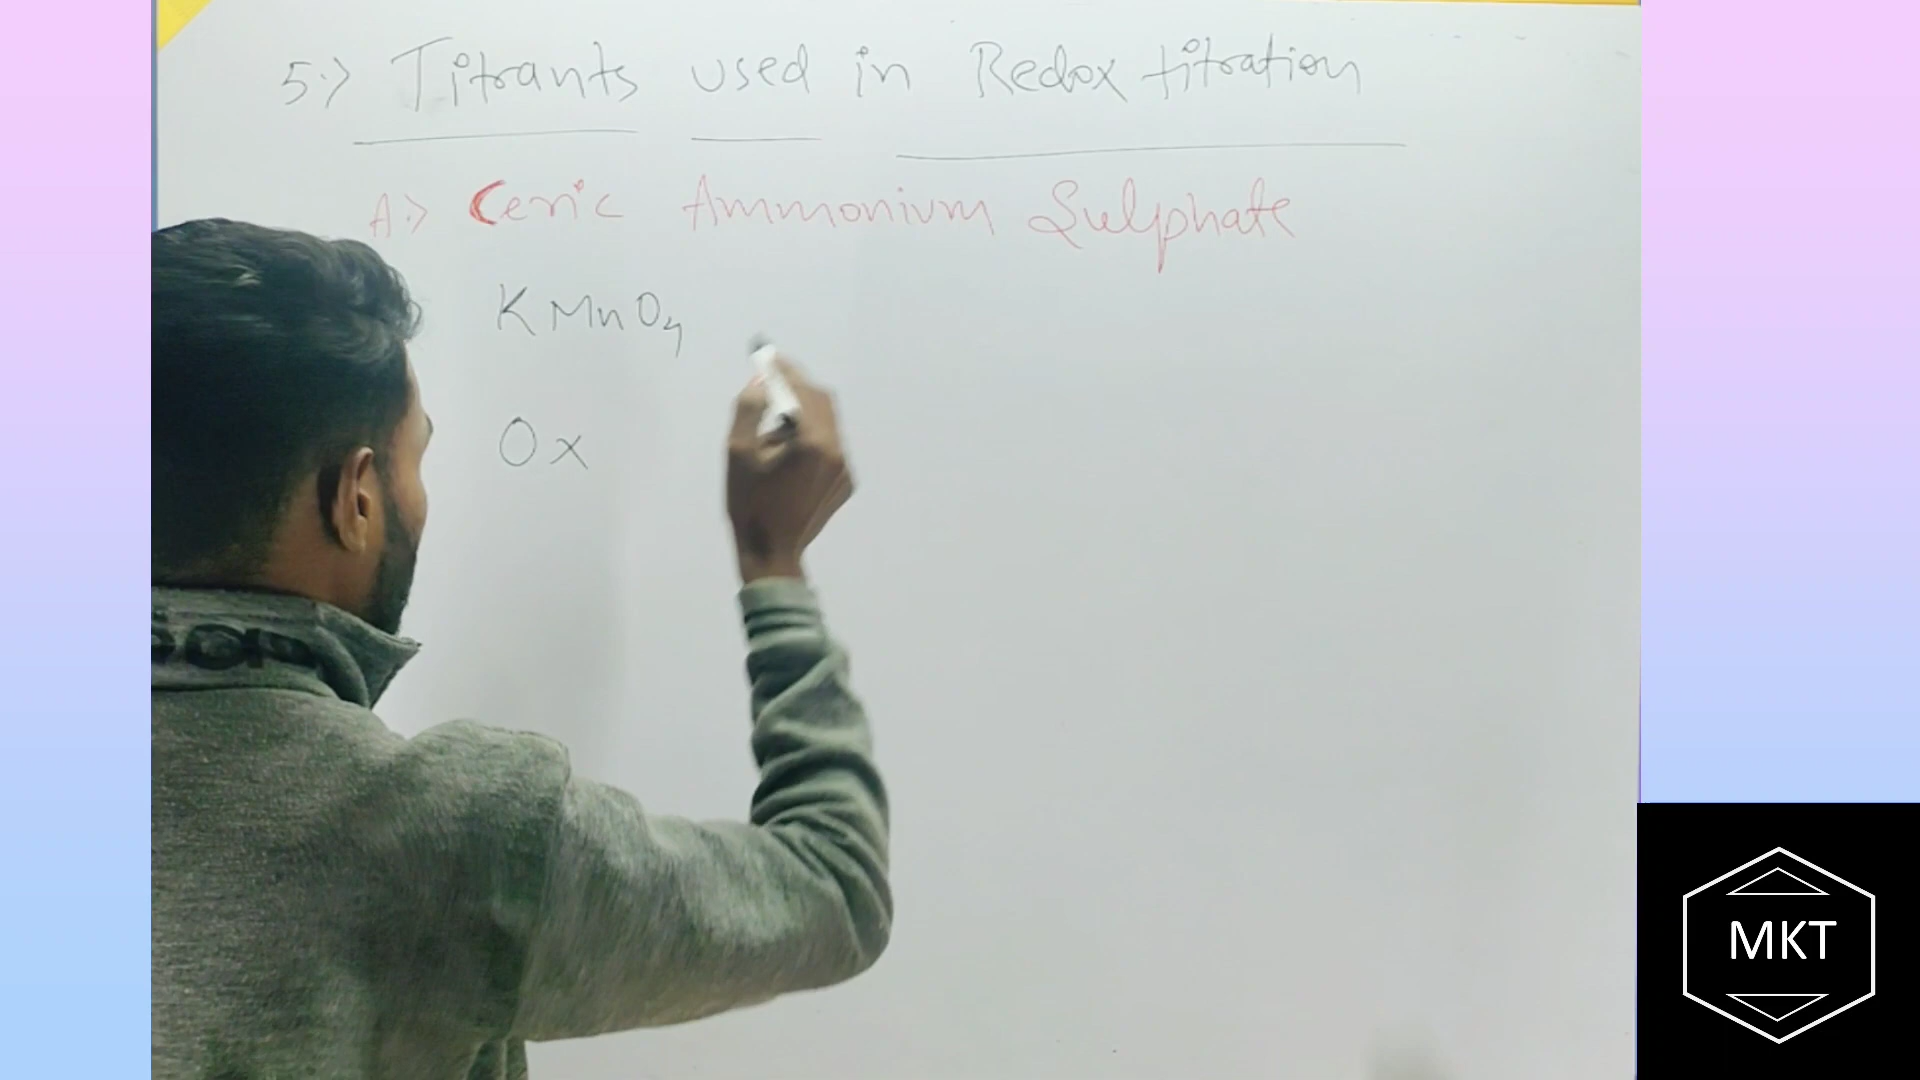 5.> Titrants used in Redox titration
A.> Ceric Ammonium Sulphate
KMnO4
Ox
MKT